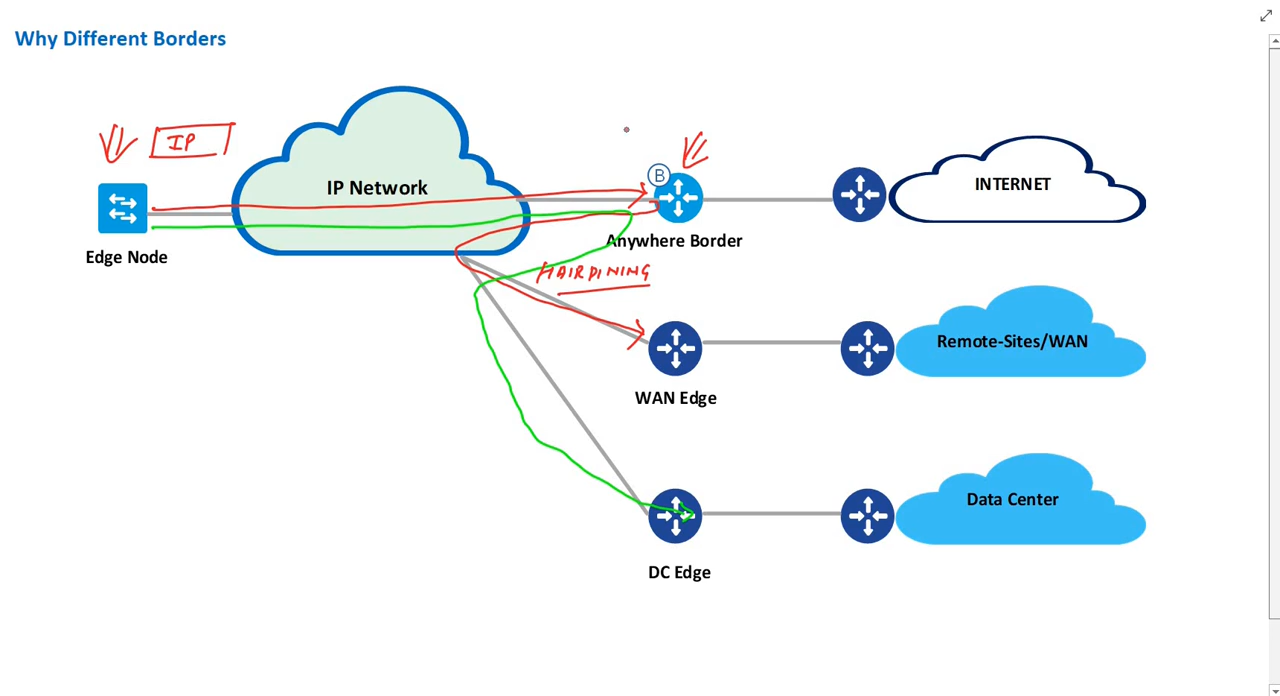 Why Different Borders
IP
IP Network
B
INTERNET
Edge Node
Anywhere Border
HAIRPINING
Remote-Sites/WAN
WAN Edge
Data Center
DC Edge